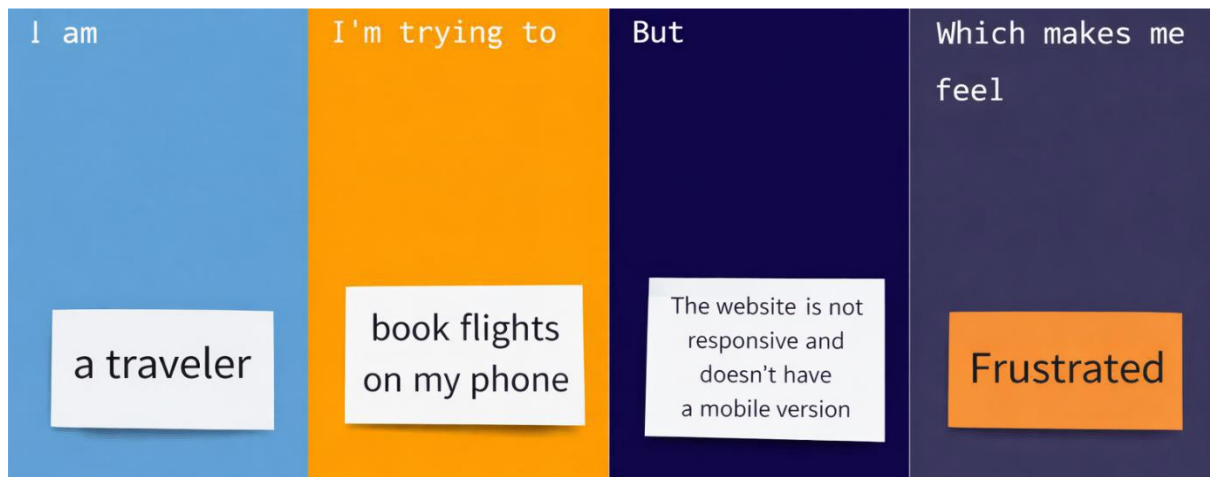 I am
a traveler
I'm trying to
book flights
on my phone
But
The website is not
responsive and
doesn't have
a mobile version
Which makes me
feel
Frustrated